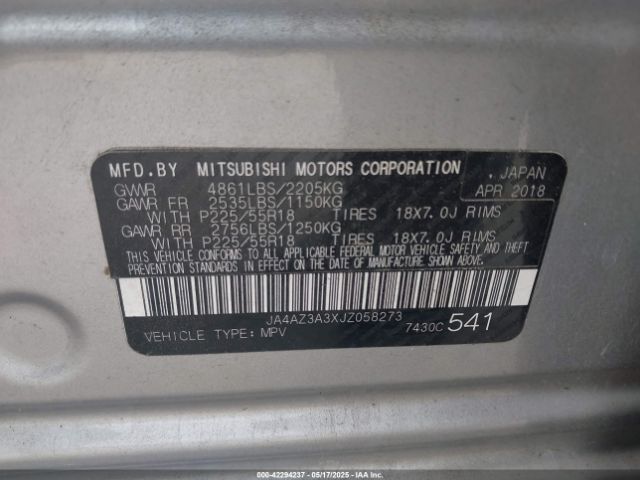 MFD.BY MITSUBISHI MOTORS CORPORATION , JAPAN
GVWR 4861LBS/2205KG APR 2018
GAWR FR 2535LBS/1150KG
WITH P225/55R18 TIRES 18X7.0J RIMS
GAWR RR 2756LBS/1250KG
WITH P225/55R18 TIRES 18X7.0J RIMS
THIS VEHICLE CONFORMS TO ALL APPLICABLE FEDERAL MOTOR VEHICLE SAFETY AND THEFT
PREVENTION STANDARDS IN EFFECT ON THE DATE OF MANUFACTURE SHOWN ABOVE.
JA4AZ3A3XJZ058273
VEHICLE TYPE: MPV 7430C 541
000-42294237 - 05/17/2025 - IAAI.COM